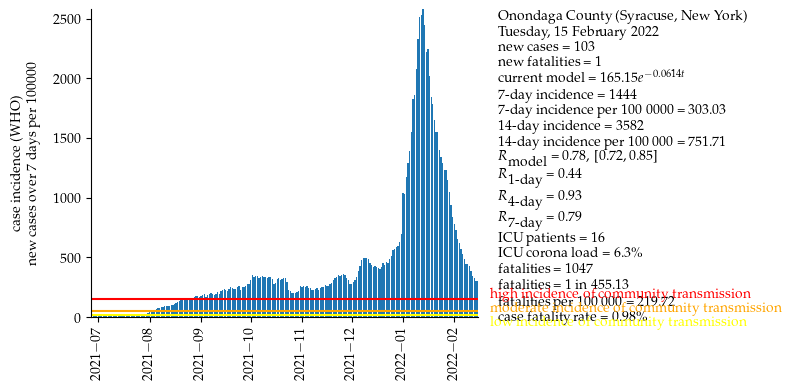 Onondaga County (Syracuse, New York)
Tuesday, 15 February 2022
new cases = 103
new fatalities = 1
current model = 165.15e^{-0.0614t}
7-day incidence = 1444
7-day incidence per 100 0000 = 303.03
14-day incidence = 3582
14-day incidence per 100 000 = 751.71
R_model = 0.78, [0.72, 0.85]
R_1-day = 0.44
R_4-day = 0.93
R_7-day = 0.79
ICU patients = 16
ICU corona load = 6.3%
fatalities = 1047
fatalities = 1 in 455.13
high incidence of community transmission
fatalities per 100 000 = 219.72
moderate incidence of community transmission
case fatality rate = 0.98%
low incidence of community transmission
case incidence (WHO)
new cases over 7 days per 100000
2500
2000
1500
1000
500
0
2021−07
2021−08
2021−09
2021−10
2021−11
2021−12
2022−01
2022−02